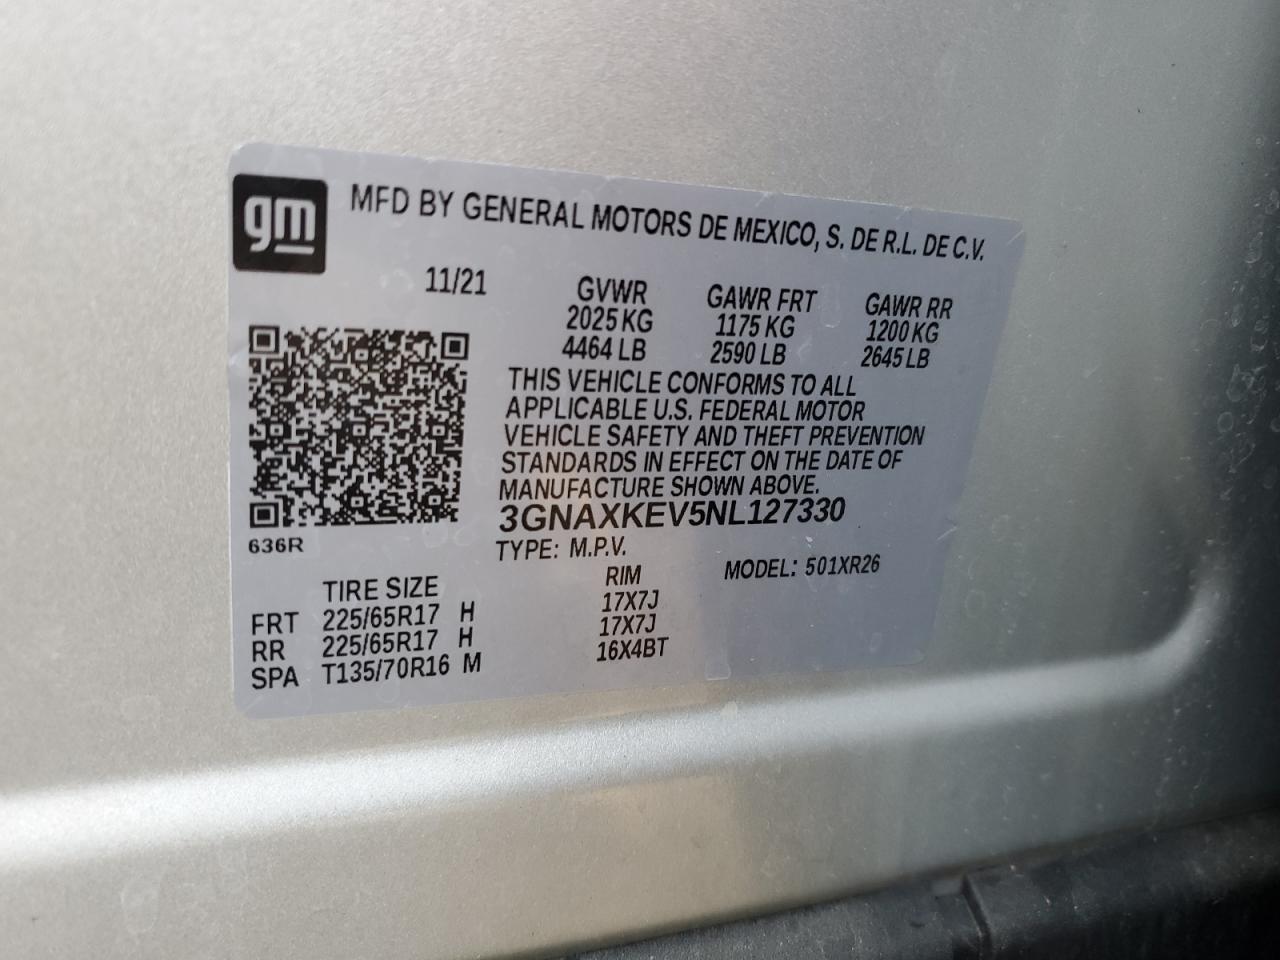 gm
MFD BY GENERAL MOTORS DE MEXICO, S. DE R.L. DE C.V.
11/21
GVWR GAWR FRT GAWR RR
2025 KG 1175 KG 1200 KG
4464 LB 2590 LB 2645 LB
THIS VEHICLE CONFORMS TO ALL
APPLICABLE U.S. FEDERAL MOTOR
VEHICLE SAFETY AND THEFT PREVENTION
STANDARDS IN EFFECT ON THE DATE OF
MANUFACTURE SHOWN ABOVE.
3GNAXKEV5NL127330
636R
TYPE: M.P.V. MODEL: 501XR26
TIRE SIZE RIM
FRT 225/65R17 H 17X7J
RR 225/65R17 H 17X7J
SPA T135/70R16 M 16X4BT